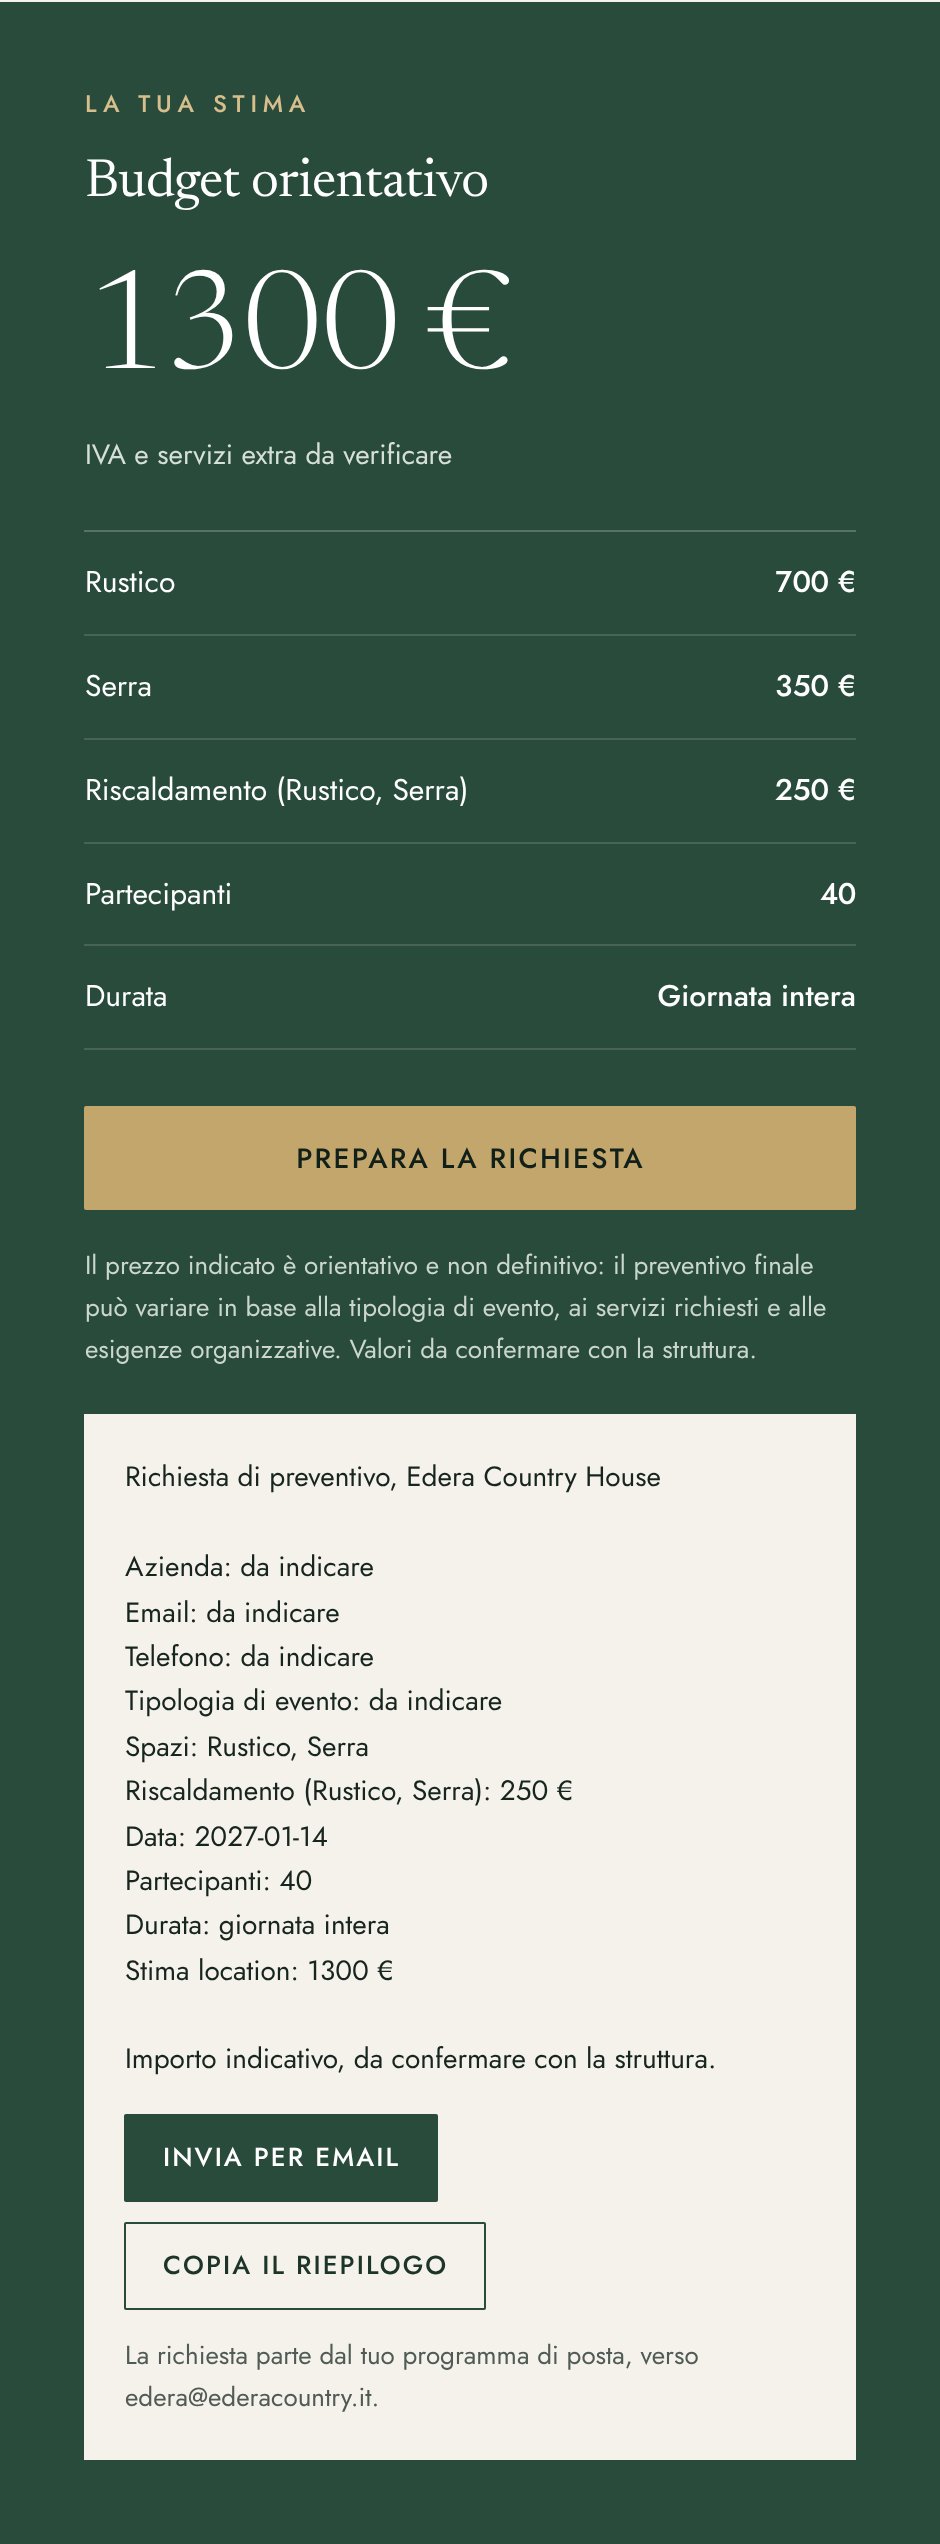 LA TUA STIMA
Budget orientativo
1300 €
IVA e servizi extra da verificare
Rustico 700 €
Serra 350 €
Riscaldamento (Rustico, Serra) 250 €
Partecipanti 40
Durata Giornata intera
PREPARA LA RICHIESTA
Il prezzo indicato è orientativo e non definitivo: il preventivo finale
può variare in base alla tipologia di evento, ai servizi richiesti e alle
esigenze organizzative. Valori da confermare con la struttura.
Richiesta di preventivo, Edera Country House
Azienda: da indicare
Email: da indicare
Telefono: da indicare
Tipologia di evento: da indicare
Spazi: Rustico, Serra
Riscaldamento (Rustico, Serra): 250 €
Data: 2027-01-14
Partecipanti: 40
Durata: giornata intera
Stima location: 1300 €
Importo indicativo, da confermare con la struttura.
INVIA PER EMAIL
COPIA IL RIEPILOGO
La richiesta parte dal tuo programma di posta, verso
edera@ederacountry.it.